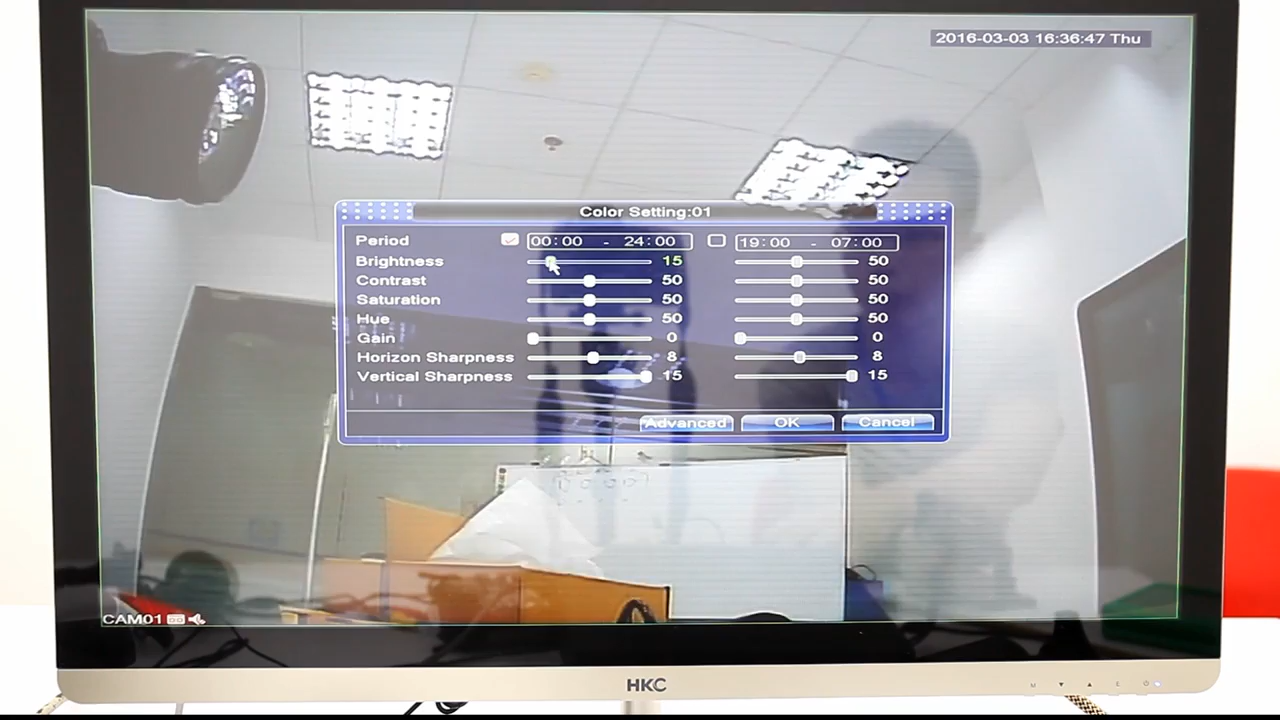 2016-03-03 16:36:47 Thu
Color Setting:01
Period 00:00 - 24:00 19:00 - 07:00
Brightness 15 50
Contrast 50 50
Saturation 50 50
Hue 50 50
Gain 0 0
Horizon Sharpness 8 8
Vertical Sharpness 15 15
Advanced OK Cancel
CAM01
HKC